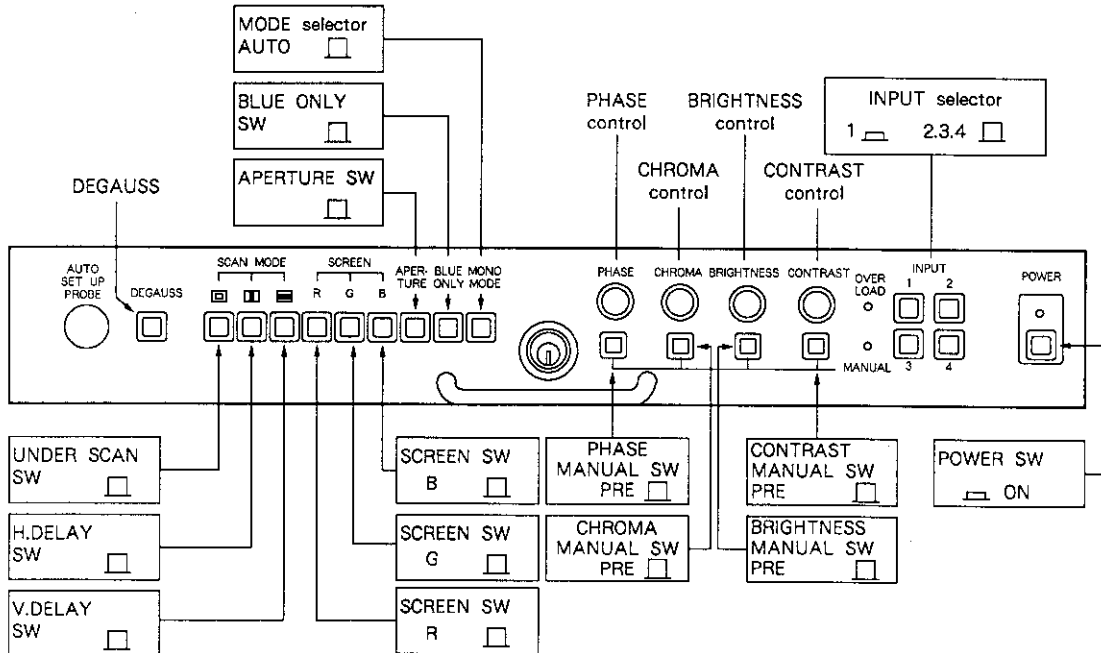 MODE selector
AUTO
BLUE ONLY
SW
APERTURE SW
DEGAUSS
PHASE
control
BRIGHTNESS
control
CHROMA
control
CONTRAST
control
INPUT selector
1 2.3.4
AUTO
SET UP
PROBE
DEGAUSS
SCAN MODE
SCREEN
R G B
APER-
TURE
BLUE
ONLY
MONO
MODE
PHASE
CHROMA
BRIGHTNESS
CONTRAST
OVER
LOAD
MANUAL
INPUT
1 2
3 4
POWER
UNDER SCAN
SW
H.DELAY
SW
V.DELAY
SW
SCREEN SW
B
SCREEN SW
G
SCREEN SW
R
PHASE
MANUAL SW
PRE
CHROMA
MANUAL SW
PRE
CONTRAST
MANUAL SW
PRE
BRIGHTNESS
MANUAL SW
PRE
POWER SW
ON